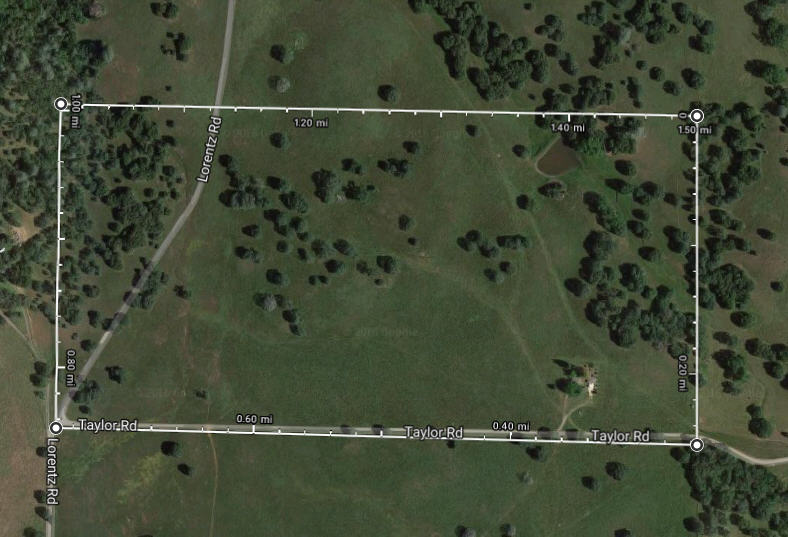 1.00 mi
1.20 mi
1.40 mi
0
1.50 mi
Lorentz Rd
0.80 mi
0.20 mi
Taylor Rd
0.60 mi
Taylor Rd
0.40 mi
Taylor Rd
Lorentz Rd